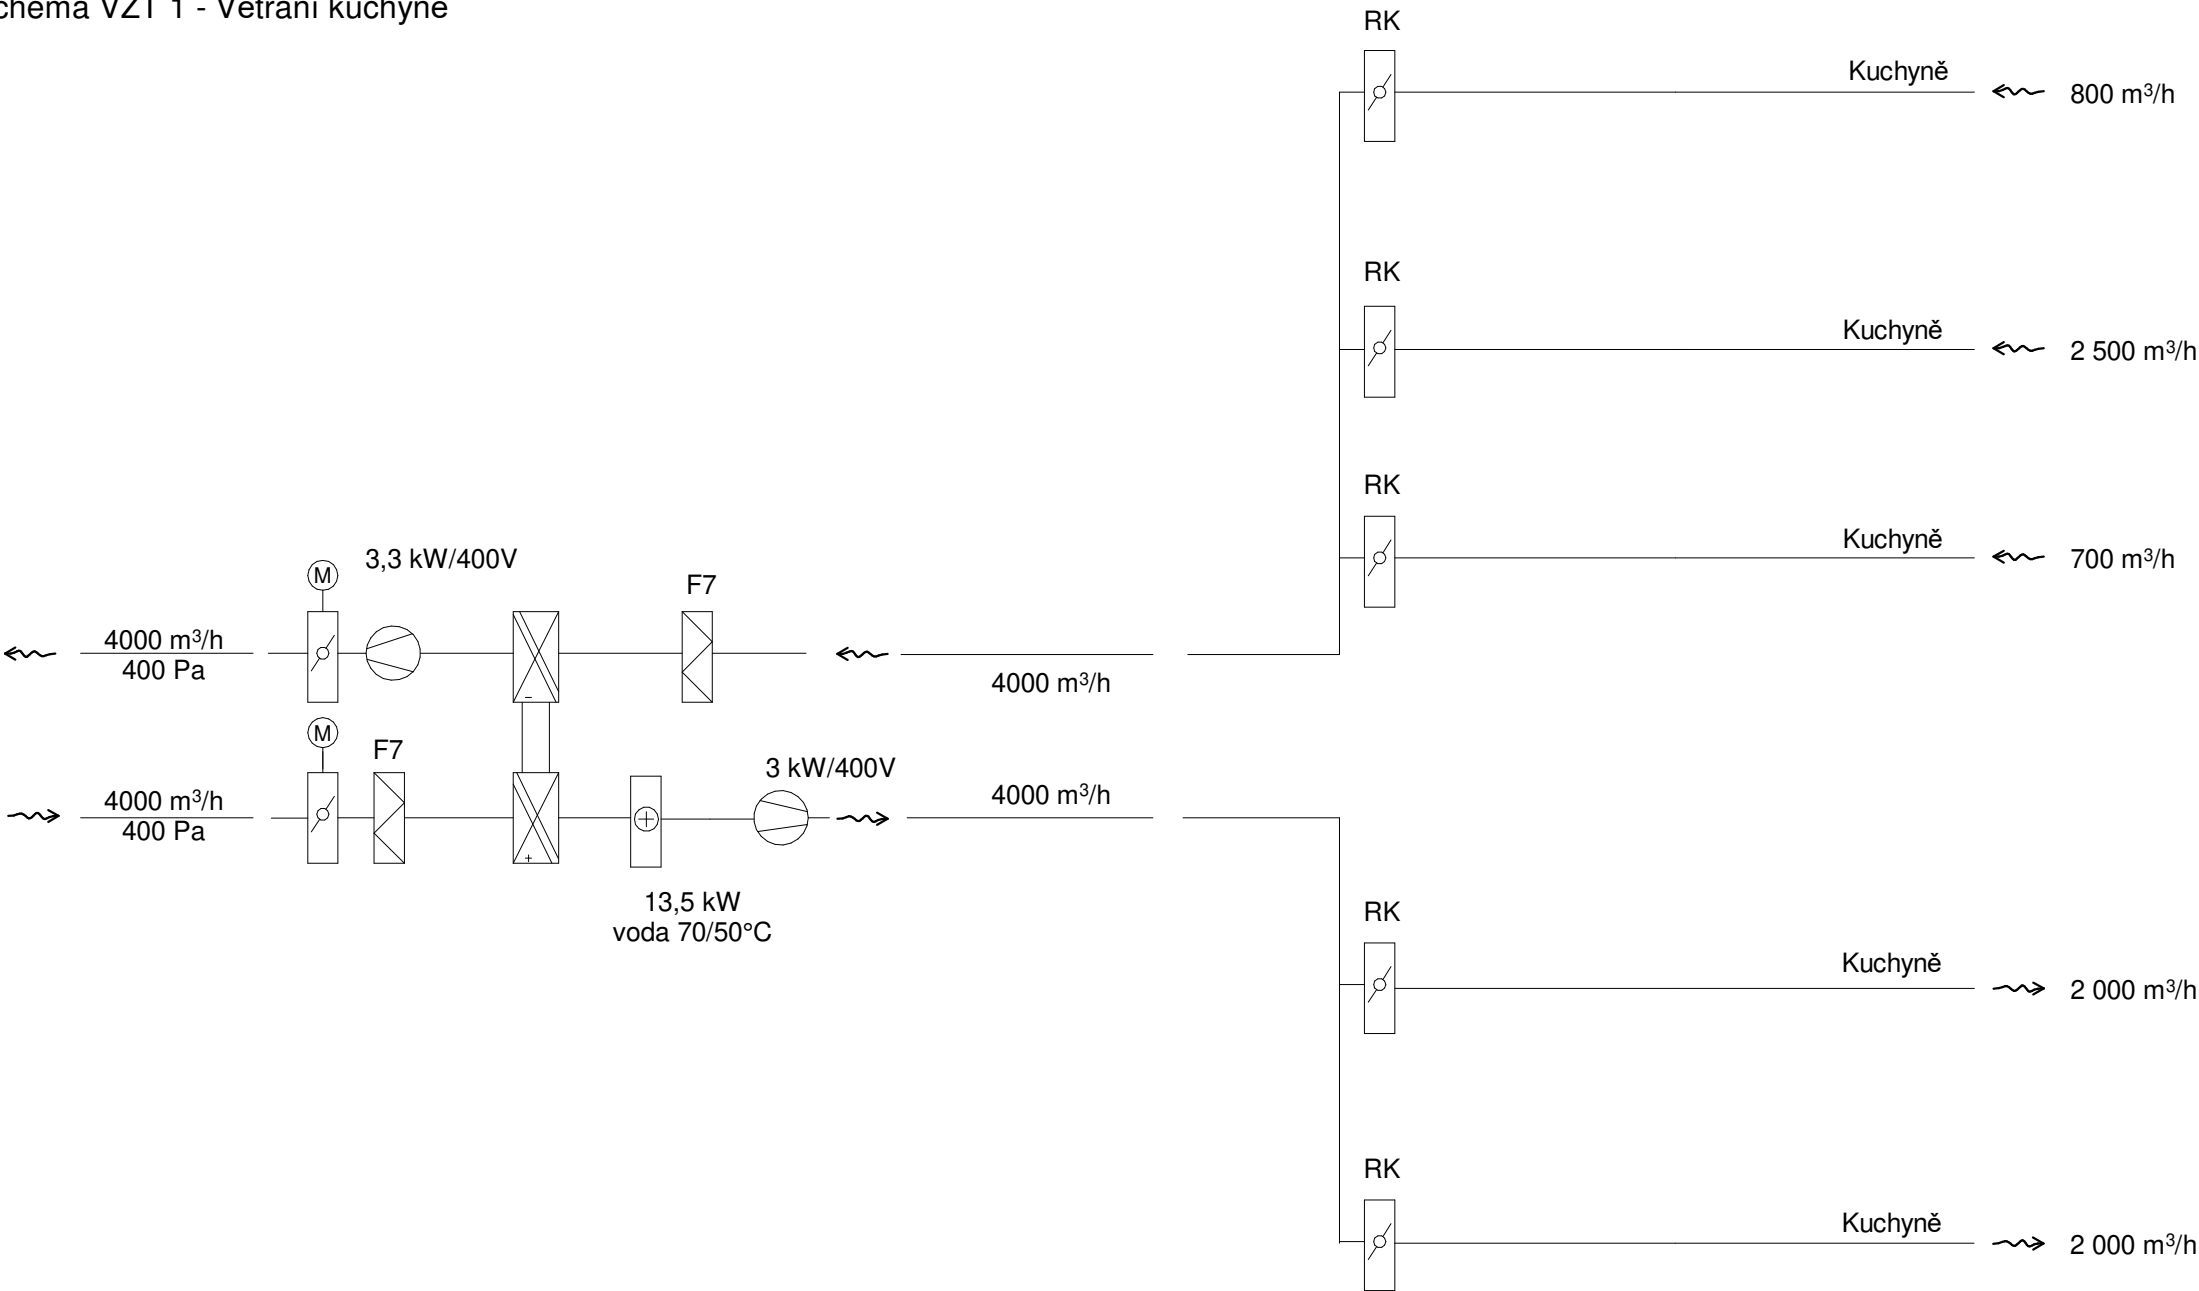 chéma VZT 1 - Větrání kuchyně
RK
Kuchyně
800 m³/h
RK
Kuchyně
2 500 m³/h
RK
Kuchyně
700 m³/h
M
3,3 kW/400V
F7
4000 m³/h
400 Pa
4000 m³/h
M
F7
3 kW/400V
4000 m³/h
400 Pa
4000 m³/h
13,5 kW
voda 70/50°C
RK
Kuchyně
2 000 m³/h
RK
Kuchyně
2 000 m³/h